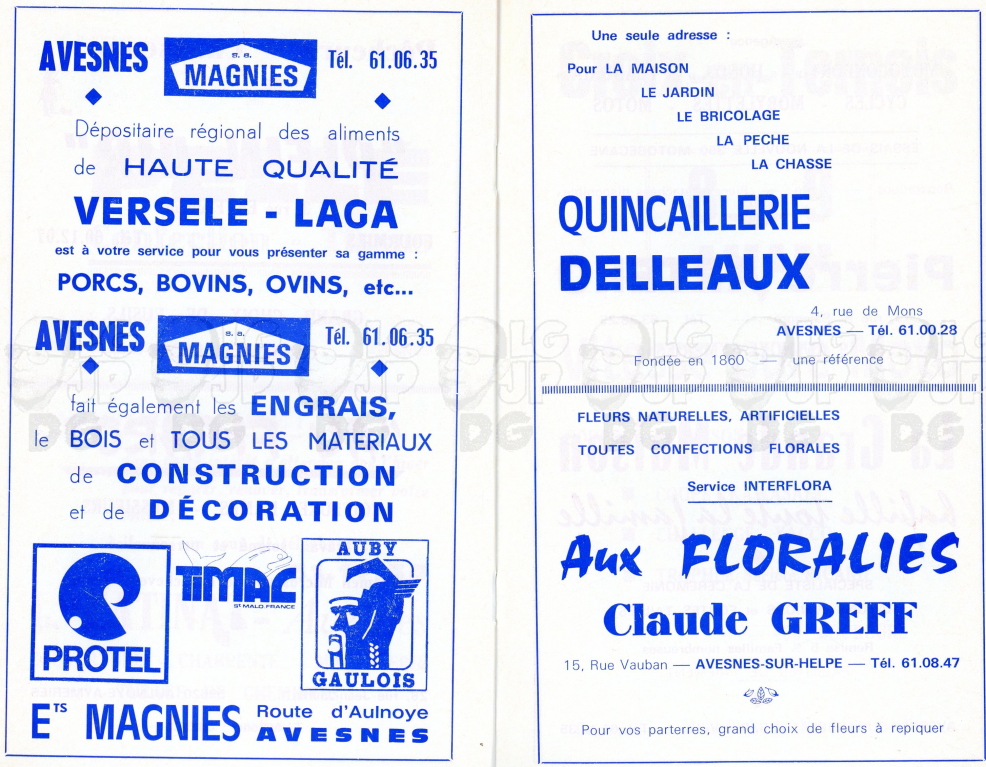 AVESNES s.a. MAGNIES Tél. 61.06.35
Dépositaire régional des aliments
de HAUTE QUALITÉ
VERSELE - LAGA
est à votre service pour vous présenter sa gamme :
PORCS, BOVINS, OVINS, etc...
AVESNES s.a. MAGNIES Tél. 61.06.35
fait également les ENGRAIS,
le BOIS et TOUS LES MATERIAUX
de CONSTRUCTION
et de DÉCORATION
PROTEL
TIMAC
ST MALO. FRANCE
AUBY
GAULOIS
ETS MAGNIES Route d'Aulnoye
AVESNES
Une seule adresse :
Pour LA MAISON
LE JARDIN
LE BRICOLAGE
LA PECHE
LA CHASSE
QUINCAILLERIE
DELLEAUX
4, rue de Mons
AVESNES — Tél. 61.00.28
Fondée en 1860 — une référence
FLEURS NATURELLES, ARTIFICIELLES
TOUTES CONFECTIONS FLORALES
Service INTERFLORA
Aux FLORALIES
Claude GREFF
15, Rue Vauban — AVESNES-SUR-HELPE — Tél. 61.08.47
Pour vos parterres, grand choix de fleurs à repiquer